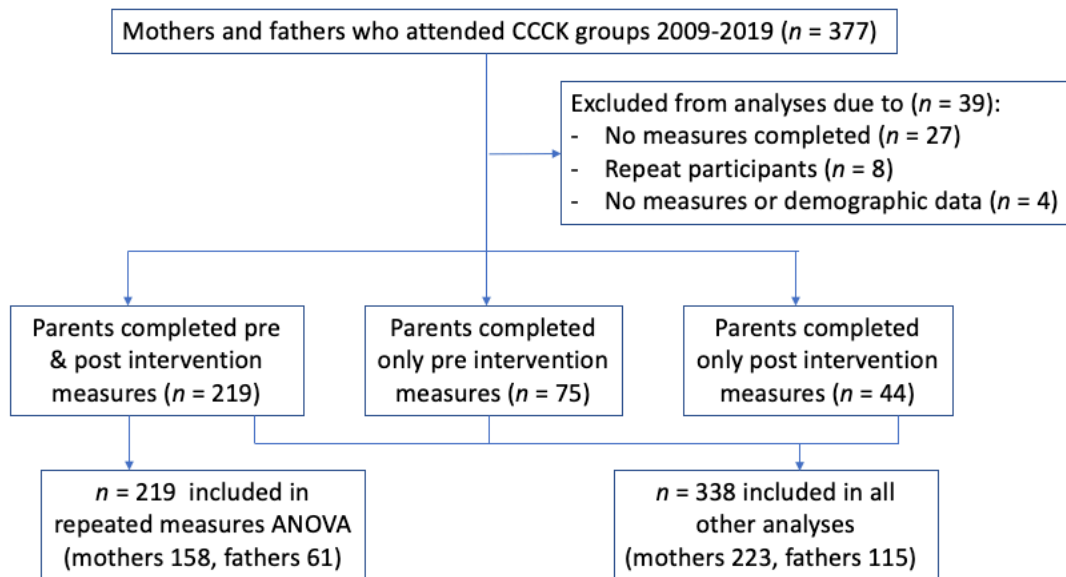 Mothers and fathers who attended CCCK groups 2009-2019 (n = 377)
Excluded from analyses due to (n = 39):
- No measures completed (n = 27)
- Repeat participants (n = 8)
- No measures or demographic data (n = 4)
Parents completed pre
& post intervention
measures (n = 219)
Parents completed
only pre intervention
measures (n = 75)
Parents completed
only post intervention
measures (n = 44)
n = 219 included in
repeated measures ANOVA
(mothers 158, fathers 61)
n = 338 included in all
other analyses
(mothers 223, fathers 115)